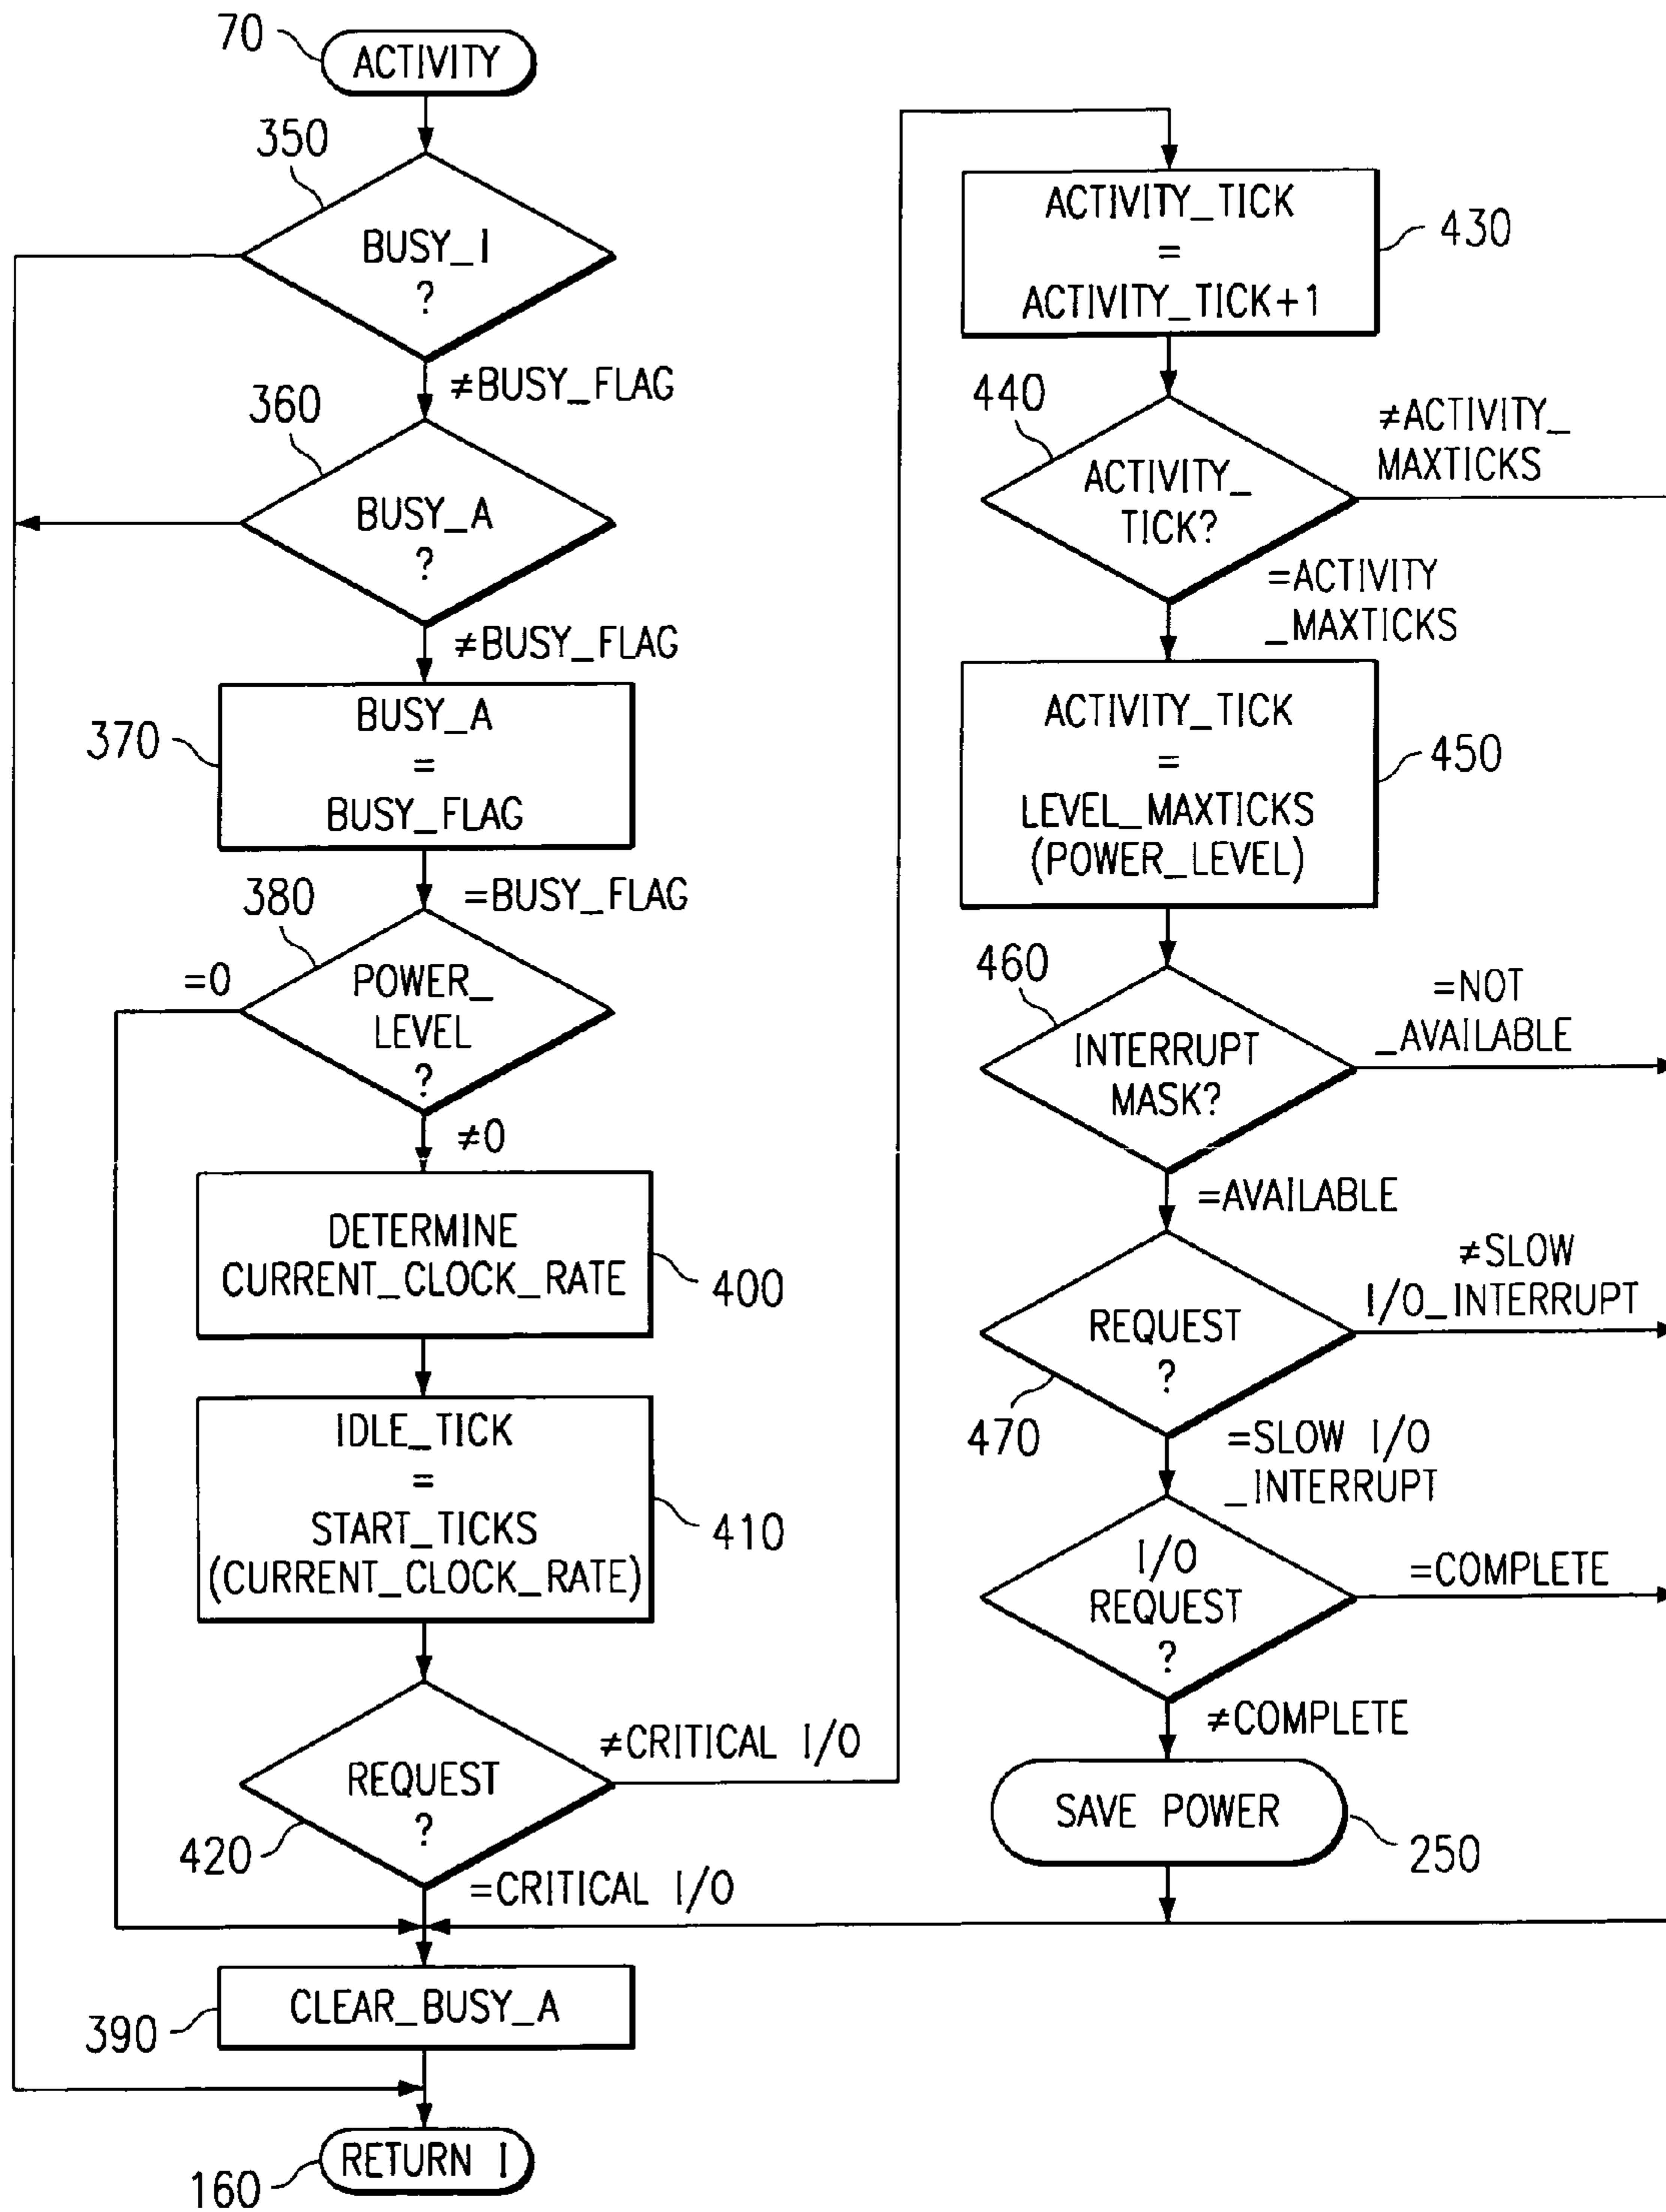 70
ACTIVITY
350
BUSY_I
?
≠BUSY_FLAG
360
BUSY_A
?
≠BUSY_FLAG
370
BUSY_A
=
BUSY_FLAG
=BUSY_FLAG
380
=0
POWER_
LEVEL
?
≠0
DETERMINE
CURRENT_CLOCK_RATE
400
IDLE_TICK
=
START_TICKS
(CURRENT_CLOCK_RATE)
410
REQUEST
?
≠CRITICAL I/O
420
=CRITICAL I/O
CLEAR_BUSY_A
390
RETURN I
160
ACTIVITY_TICK
=
ACTIVITY_TICK+1
430
440
≠ACTIVITY_
MAXTICKS
ACTIVITY_
TICK?
=ACTIVITY
_MAXTICKS
ACTIVITY_TICK
=
LEVEL_MAXTICKS
(POWER_LEVEL)
450
460
=NOT
_AVAILABLE
INTERRUPT
MASK?
=AVAILABLE
≠SLOW
I/O_INTERRUPT
REQUEST
?
470
=SLOW I/O
_INTERRUPT
I/O
REQUEST
?
=COMPLETE
≠COMPLETE
SAVE POWER
250